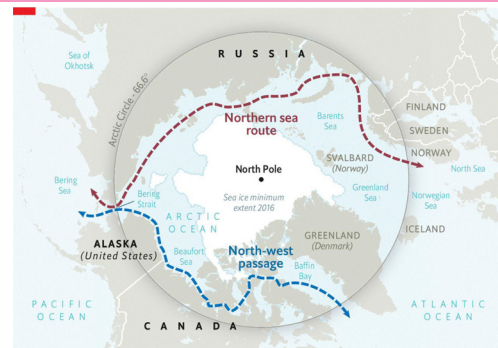 RUSSIA
Sea of
Okhotsk
Arctic Circle - 66.6°
Northern sea
route
Barents
Sea
FINLAND
SWEDEN
NORWAY
North Sea
North Pole
SVALBARD
(Norway)
Sea ice minimum
extent 2016
Greenland
Sea
Norwegian
Sea
Bering
Sea
Bering
Strait
ARCTIC
OCEAN
ICELAND
GREENLAND
(Denmark)
ALASKA
(United States)
Beaufort
Sea
North-west
passage
Baffin
Bay
PACIFIC
OCEAN
ATLANTIC
OCEAN
CANADA